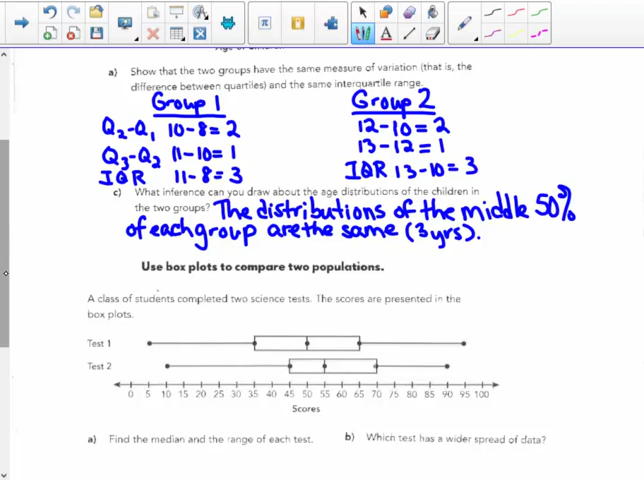 a) Show that the two groups have the same measure of variation (that is, the
difference between quartiles) and the same interquartile range.
Group 1 Group 2
Q₂-Q₁ 10-8=2 12-10=2
Q₃-Q₂ 11-10=1 13-12=1
IQR 11-8=3 IQR 13-10=3
c) What inference can you draw about the age distributions of the children in
the two groups? The distributions of the middle 50%
of each group are the same (3 yrs).
Use box plots to compare two populations.
A class of students completed two science tests. The scores are presented in the
box plots.
Test 1
Test 2
0 5 10 15 20 25 30 35 40 45 50 55 60 65 70 75 80 85 90 95 100
Scores
a) Find the median and the range of each test. b) Which test has a wider spread of data?